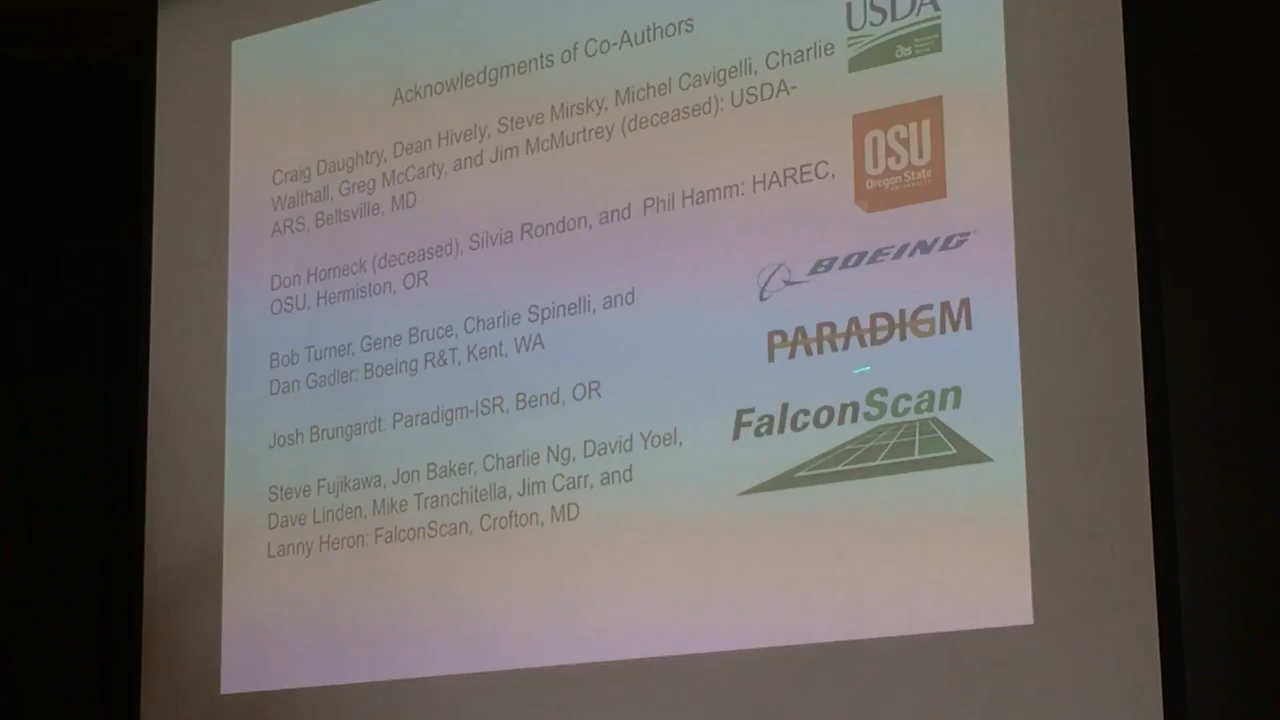 Acknowledgments of Co-Authors
USDA
Craig Daughtry, Dean Hively, Steve Mirsky, Michel Cavigelli, Charlie
Walthall, Greg McCarty, and Jim McMurtrey (deceased): USDA-
ARS, Beltsville, MD
OSU
Oregon State
UNIVERSITY
Don Horneck (deceased), Silvia Rondon, and Phil Hamm: HAREC,
OSU, Hermiston, OR
BOEING
Bob Turner, Gene Bruce, Charlie Spinelli, and
Dan Gadler: Boeing R&T, Kent, WA
PARADIGM
Josh Brungardt: Paradigm-ISR, Bend, OR
FalconScan
Steve Fujikawa, Jon Baker, Charlie Ng, David Yoel,
Dave Linden, Mike Tranchitella, Jim Carr, and
Lanny Heron: FalconScan, Crofton, MD